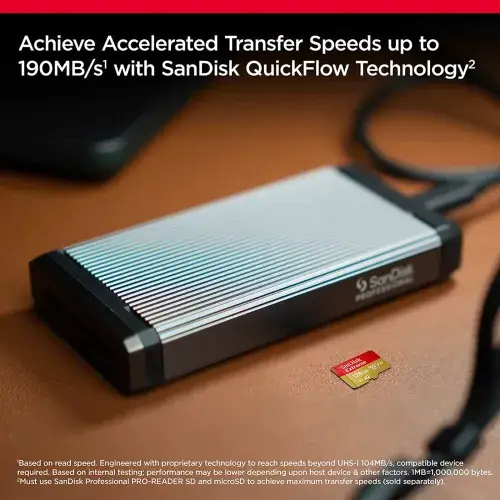 Achieve Accelerated Transfer Speeds up to
190MB/s¹ with SanDisk QuickFlow Technology²
SanDisk
PROFESSIONAL
SanDisk
Extreme
¹Based on read speed. Engineered with proprietary technology to reach speeds beyond UHS-I 104MB/s, compatible device
required. Based on internal testing; performance may be lower depending upon host device & other factors. 1MB=1,000,000 bytes.
²Must use SanDisk Professional PRO-READER SD and microSD to achieve maximum transfer speeds (sold separately).